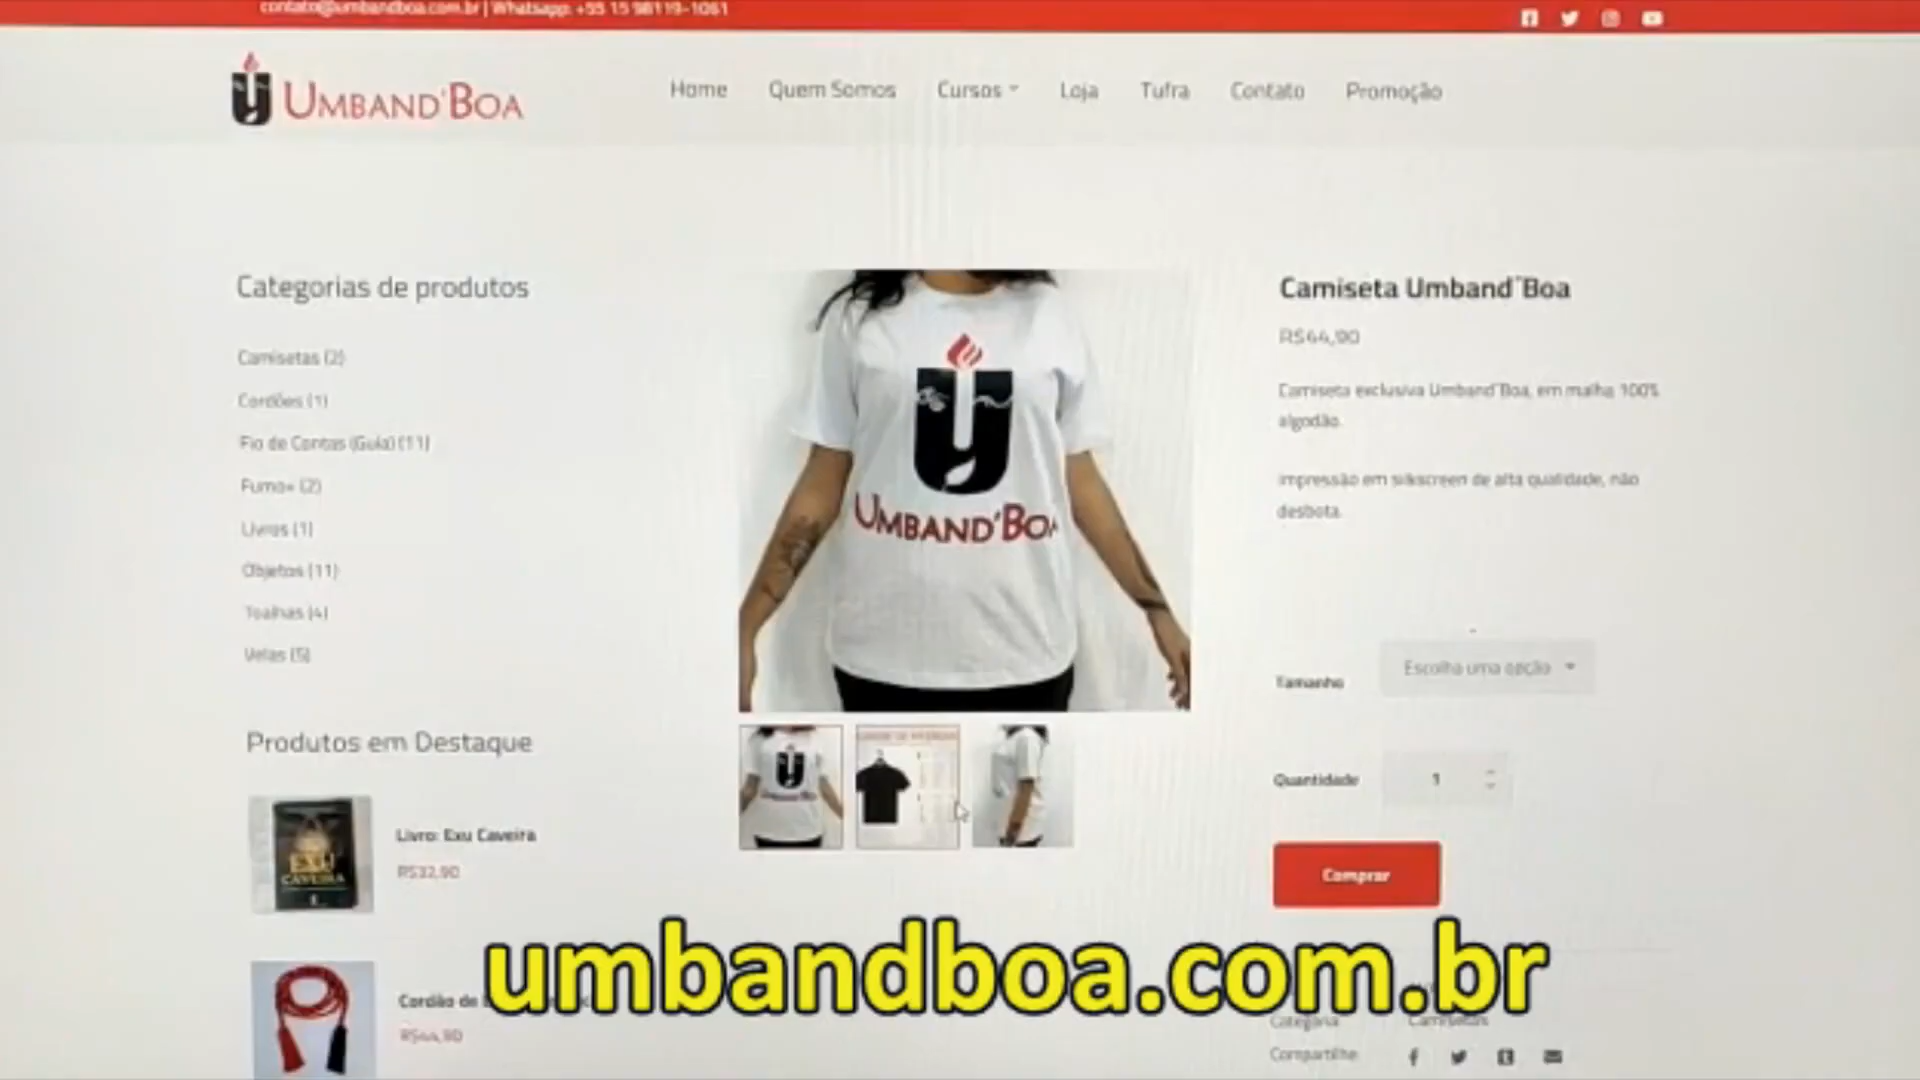 contato@umbandboa.com.br | Whatsapp: +55 15 98119-1061
UMBAND'BOA
Home Quem Somos Cursos Loja Tufra Contato Promoção
Categorias de produtos
Camisetas (2)
Cordões (1)
Fio de Contas (Guia) (11)
Fumo (2)
Livros (1)
Objetos (11)
Toalhas (4)
Velas (5)
Produtos em Destaque
EXU
CAVEIRA
Livro: Exu Caveira
R$32,90
Cordão de
R$44,90
UMBAND'BOA
Camiseta Umband´Boa
R$44,90
Camiseta exclusiva Umband´Boa, em malha 100%
algodão.
impressão em silkscreen de alta qualidade, não
desbota.
Tamanho Escolha uma opção
Quantidade 1
Comprar
Categoria Camisetas
Compartilhe
umbandboa.com.br